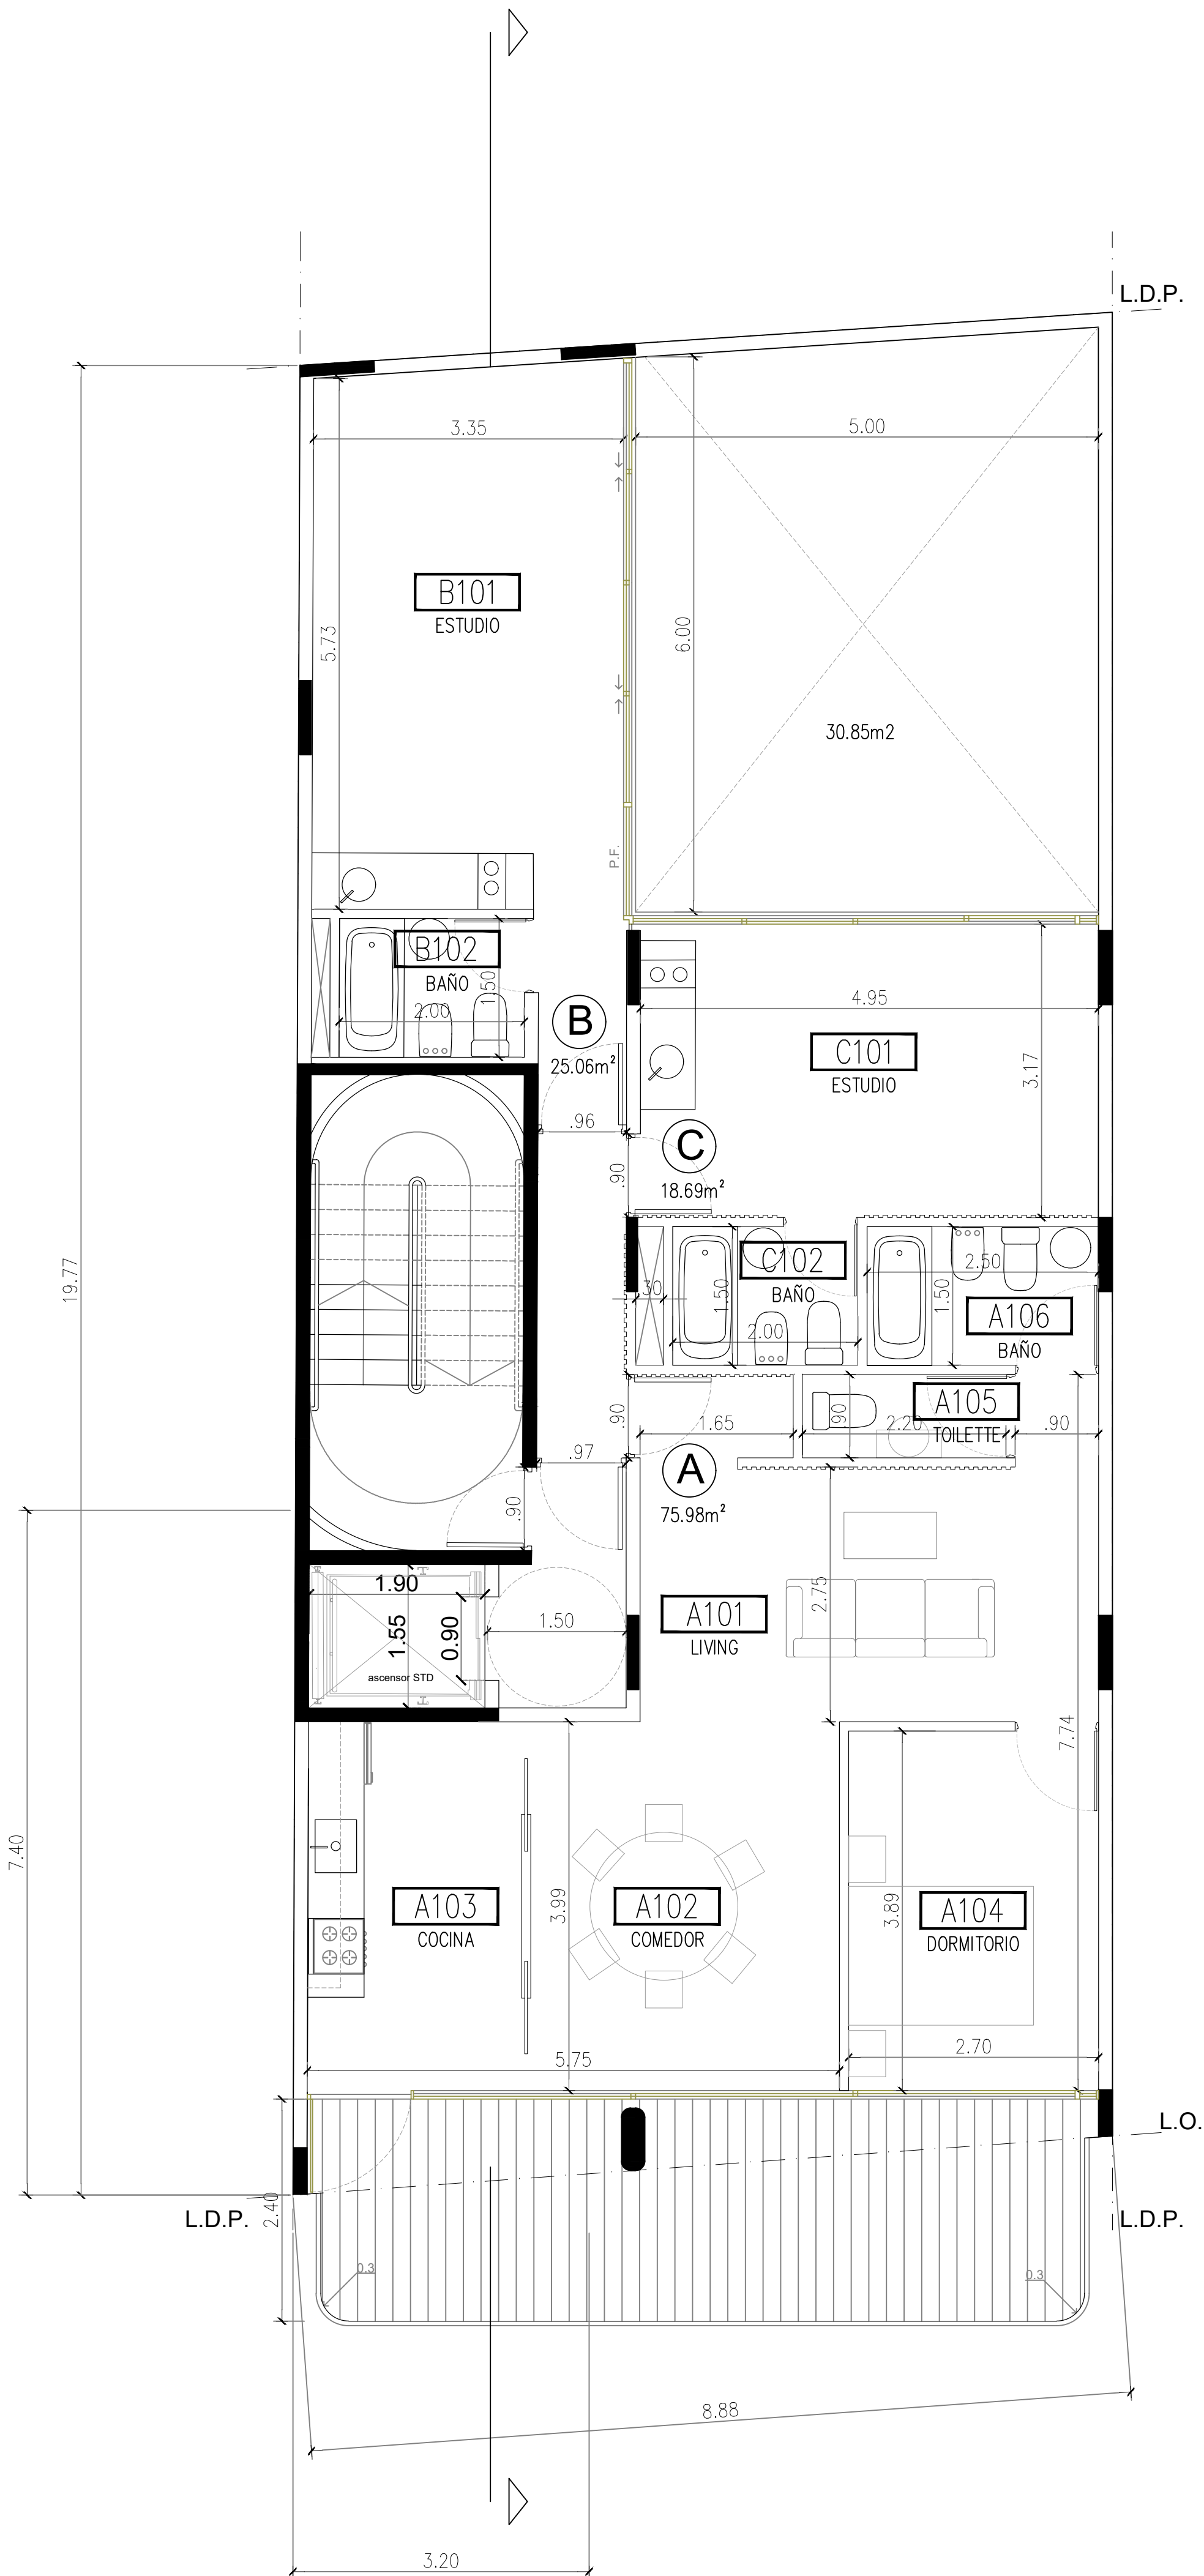 L.D.P.
3.35
5.00
B101
ESTUDIO
5.73
6.00
30.85m2
P.F.
B102
BAÑO
1.50
2.00
B
25.06m²
4.95
C101
ESTUDIO
3.17
.96
C
.90
18.69m²
19.77
C102
BAÑO
1.50
.30
2.00
2.50
1.50
A106
BAÑO
A105
TOILETTE
.90
1.65
.90
2.20
.90
.97
A
75.98m²
.90
1.90
1.55
0.90
ascensor STD
1.50
2.75
A101
LIVING
7.74
7.40
A103
COCINA
3.99
A102
COMEDOR
3.89
A104
DORMITORIO
5.75
2.70
L.O.
L.D.P.
2.40
L.D.P.
0.3
0.3
8.88
3.20